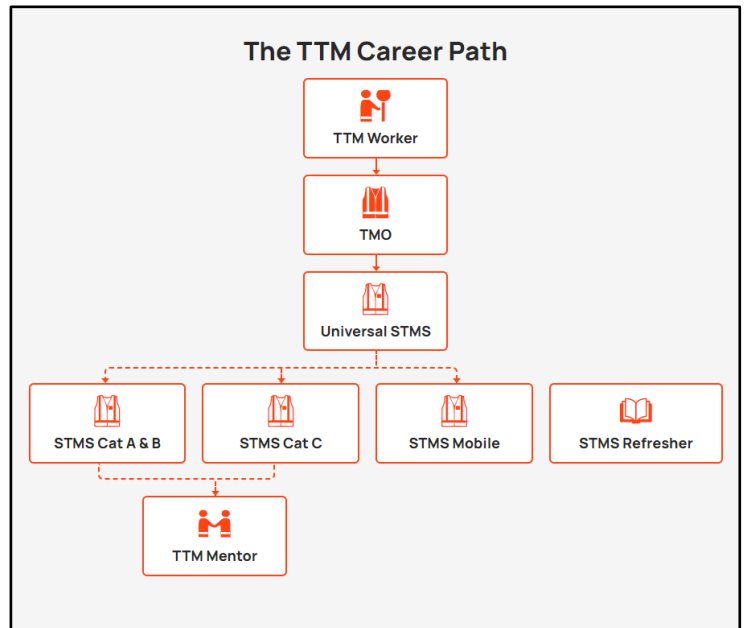 The TTM Career Path
TTM Worker
TMO
Universal STMS
STMS Cat A & B
STMS Cat C
STMS Mobile
STMS Refresher
TTM Mentor